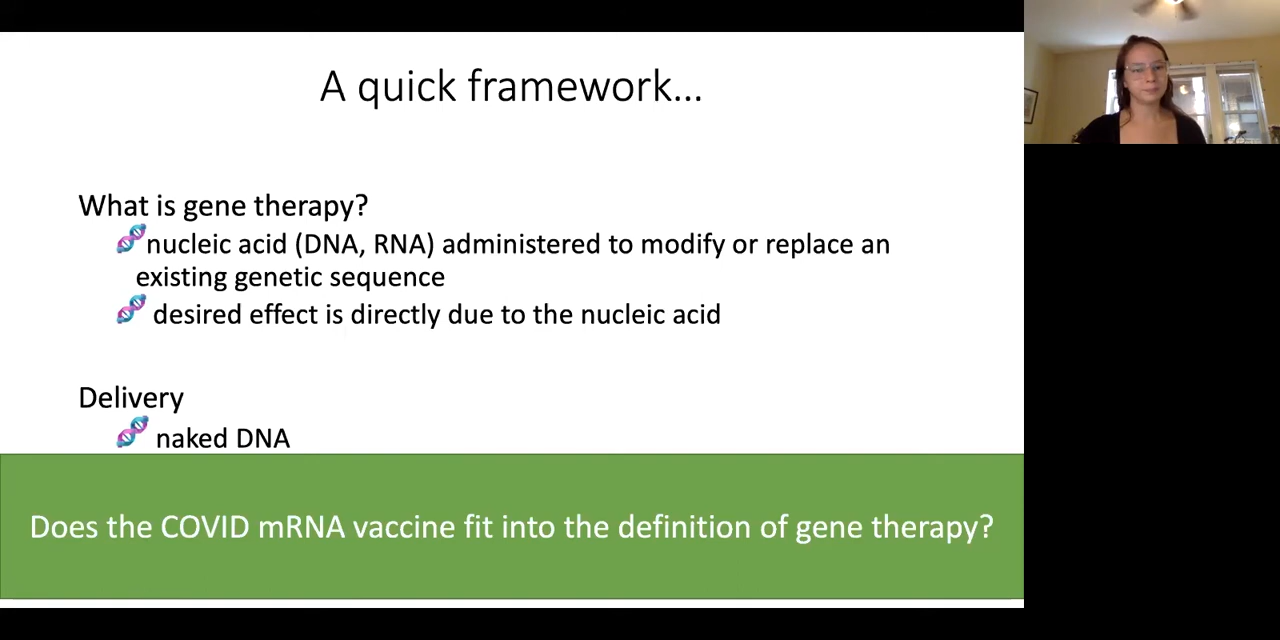 A quick framework...
What is gene therapy?
nucleic acid (DNA, RNA) administered to modify or replace an
existing genetic sequence
desired effect is directly due to the nucleic acid
Delivery
naked DNA
Does the COVID mRNA vaccine fit into the definition of gene therapy?